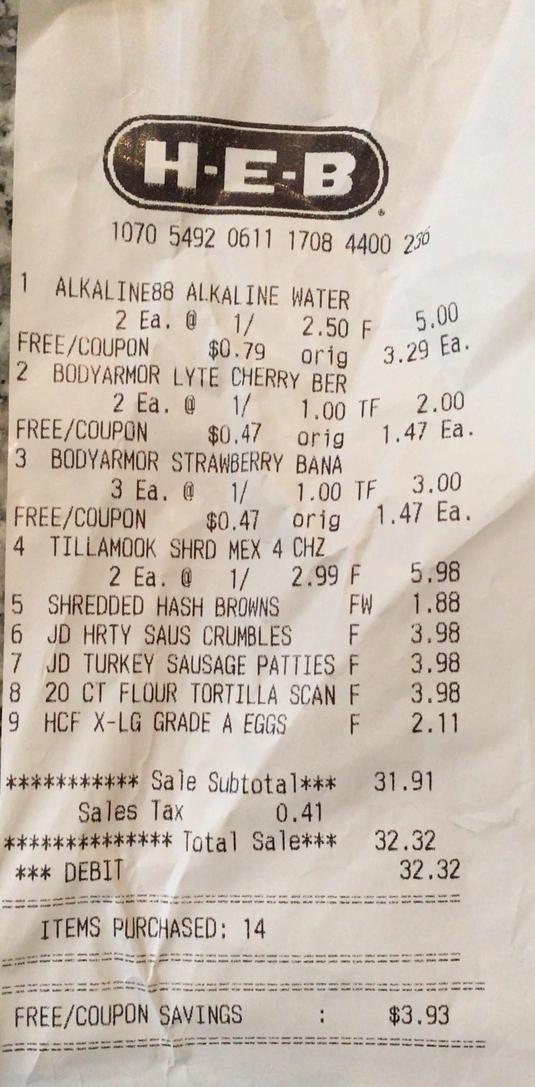 H-E-B
1070 5492 0611 1708 4400 236
1 ALKALINE88 ALKALINE WATER
2 Ea. @ 1/ 2.50 F 5.00
FREE/COUPON $0.79 orig 3.29 Ea.
2 BODYARMOR LYTE CHERRY BER
2 Ea. @ 1/ 1.00 TF 2.00
FREE/COUPON $0.47 orig 1.47 Ea.
3 BODYARMOR STRAWBERRY BANA
3 Ea. @ 1/ 1.00 TF 3.00
FREE/COUPON $0.47 orig 1.47 Ea.
4 TILLAMOOK SHRD MEX 4 CHZ
2 Ea. @ 1/ 2.99 F 5.98
5 SHREDDED HASH BROWNS FW 1.88
6 JD HRTY SAUS CRUMBLES F 3.98
7 JD TURKEY SAUSAGE PATTIES F 3.98
8 20 CT FLOUR TORTILLA SCAN F 3.98
9 HCF X-LG GRADE A EGGS F 2.11
*********** Sale Subtotal*** 31.91
Sales Tax 0.41
************** Total Sale*** 32.32
*** DEBIT 32.32
ITEMS PURCHASED: 14
FREE/COUPON SAVINGS : $3.93